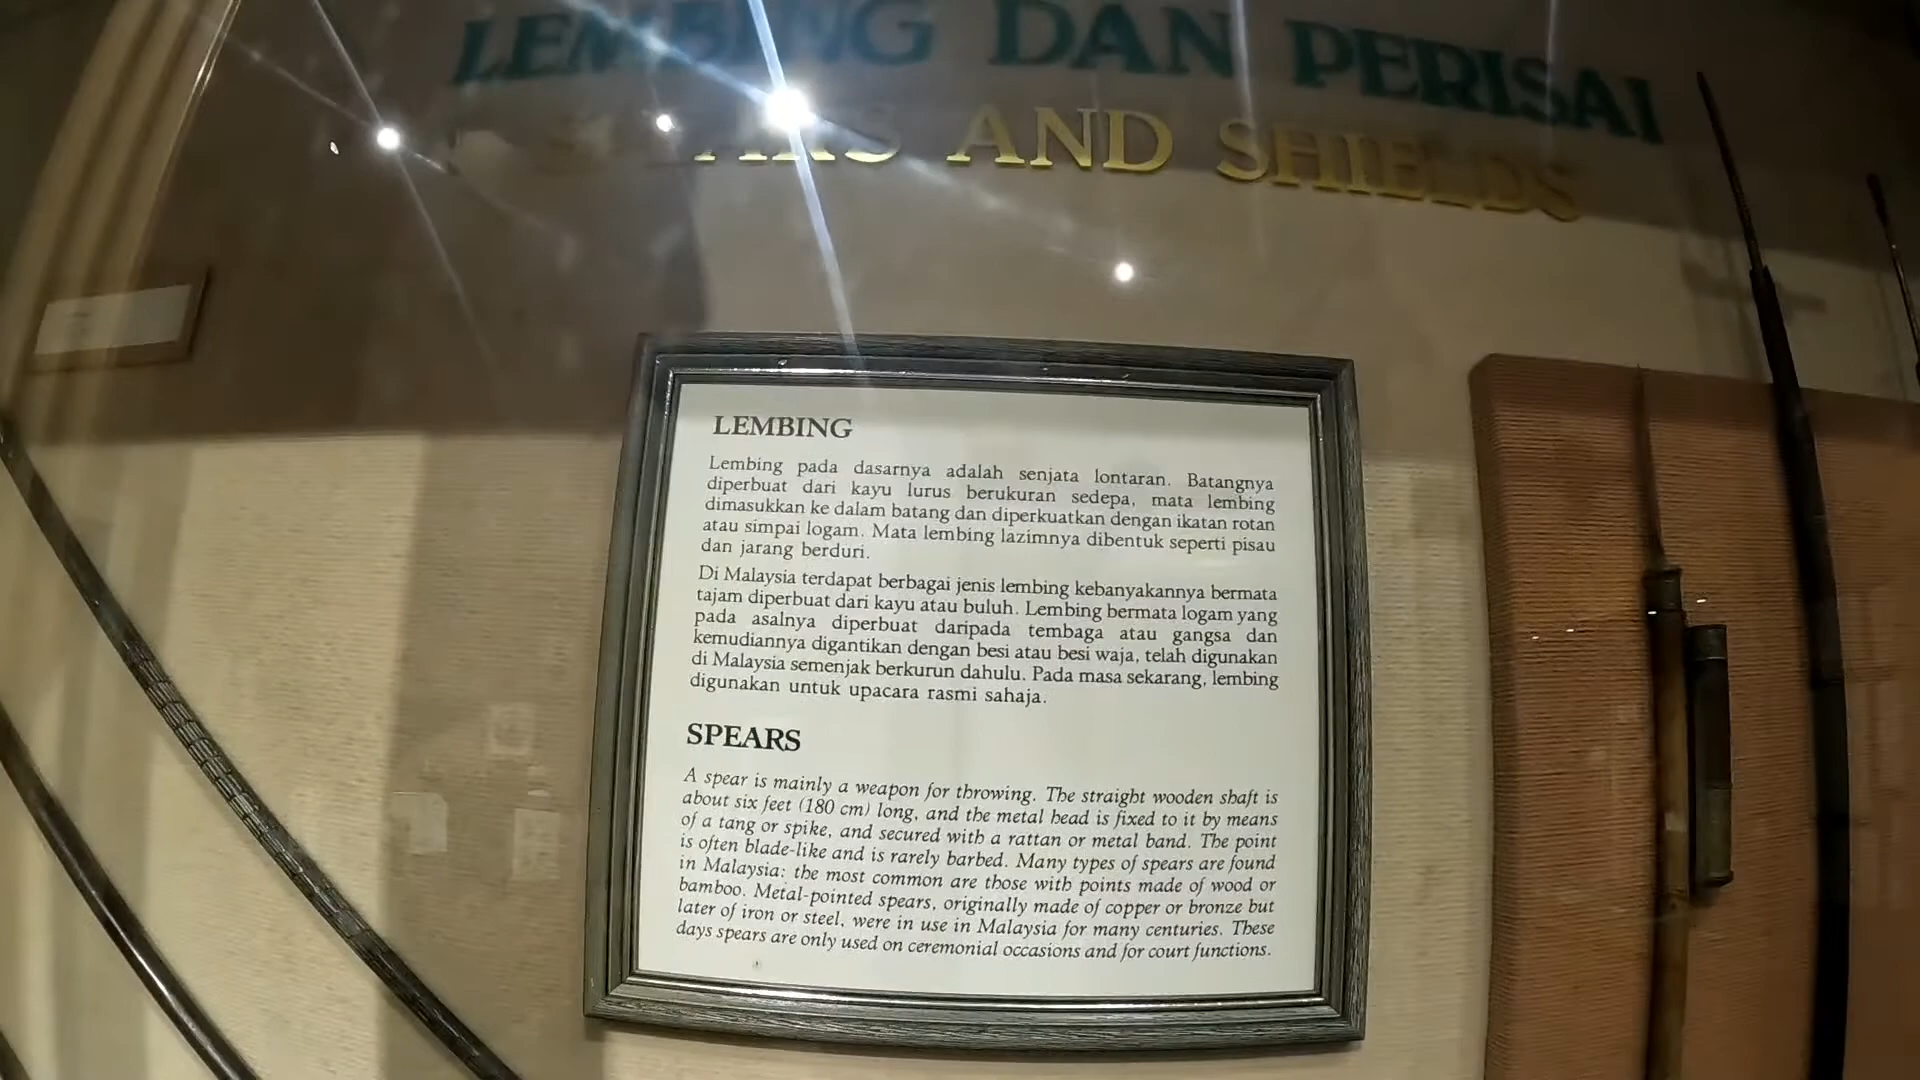 LEMBING DAN PERISAI
AND SHIELDS
LEMBING
Lembing pada dasarnya adalah senjata lontaran. Batangnya
diperbuat dari kayu lurus berukuran sedepa, mata lembing
dimasukkan ke dalam batang dan diperkuatkan dengan ikatan rotan
atau simpai logam. Mata lembing lazimnya dibentuk seperti pisau
dan jarang berduri.
Di Malaysia terdapat berbagai jenis lembing kebanyakannya bermata
tajam diperbuat dari kayu atau buluh. Lembing bermata logam yang
pada asalnya diperbuat daripada tembaga atau gangsa dan
kemudiannya digantikan dengan besi atau besi waja, telah digunakan
di Malaysia semenjak berkurun dahulu. Pada masa sekarang, lembing
digunakan untuk upacara rasmi sahaja.
SPEARS
A spear is mainly a weapon for throwing. The straight wooden shaft is
about six feet (180 cm) long, and the metal head is fixed to it by means
of a tang or spike, and secured with a rattan or metal band. The point
is often blade-like and is rarely barbed. Many types of spears are found
in Malaysia: the most common are those with points made of wood or
bamboo. Metal-pointed spears, originally made of copper or bronze but
later of iron or steel, were in use in Malaysia for many centuries. These
days spears are only used on ceremonial occasions and for court functions.